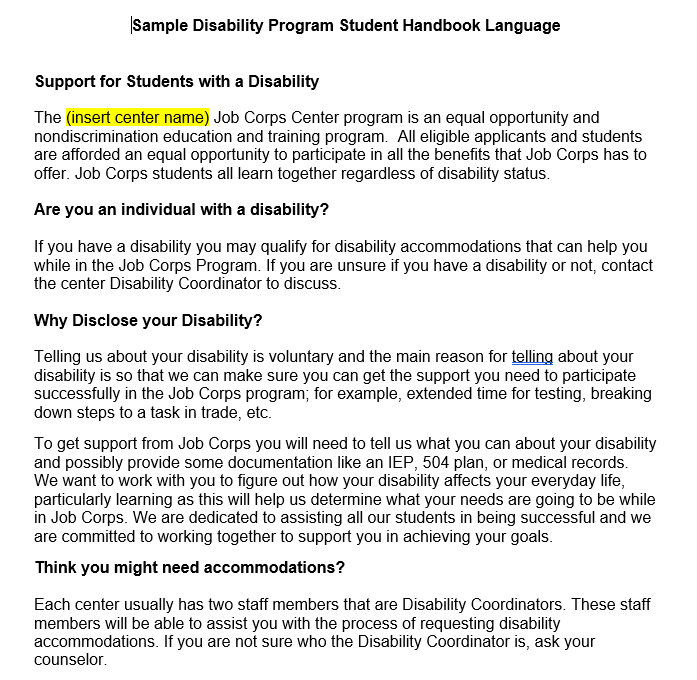 Sample Disability Program Student Handbook Language
Support for Students with a Disability
The (insert center name) Job Corps Center program is an equal opportunity and
nondiscrimination education and training program.  All eligible applicants and students
are afforded an equal opportunity to participate in all the benefits that Job Corps has to
offer. Job Corps students all learn together regardless of disability status.
Are you an individual with a disability?
If you have a disability you may qualify for disability accommodations that can help you
while in the Job Corps Program. If you are unsure if you have a disability or not, contact
the center Disability Coordinator to discuss.
Why Disclose your Disability?
Telling us about your disability is voluntary and the main reason for telling about your
disability is so that we can make sure you can get the support you need to participate
successfully in the Job Corps program; for example, extended time for testing, breaking
down steps to a task in trade, etc.
To get support from Job Corps you will need to tell us what you can about your disability
and possibly provide some documentation like an IEP, 504 plan, or medical records.
We want to work with you to figure out how your disability affects your everyday life,
particularly learning as this will help us determine what your needs are going to be while
in Job Corps. We are dedicated to assisting all our students in being successful and we
are committed to working together to support you in achieving your goals.
Think you might need accommodations?
Each center usually has two staff members that are Disability Coordinators. These staff
members will be able to assist you with the process of requesting disability
accommodations. If you are not sure who the Disability Coordinator is, ask your
counselor.